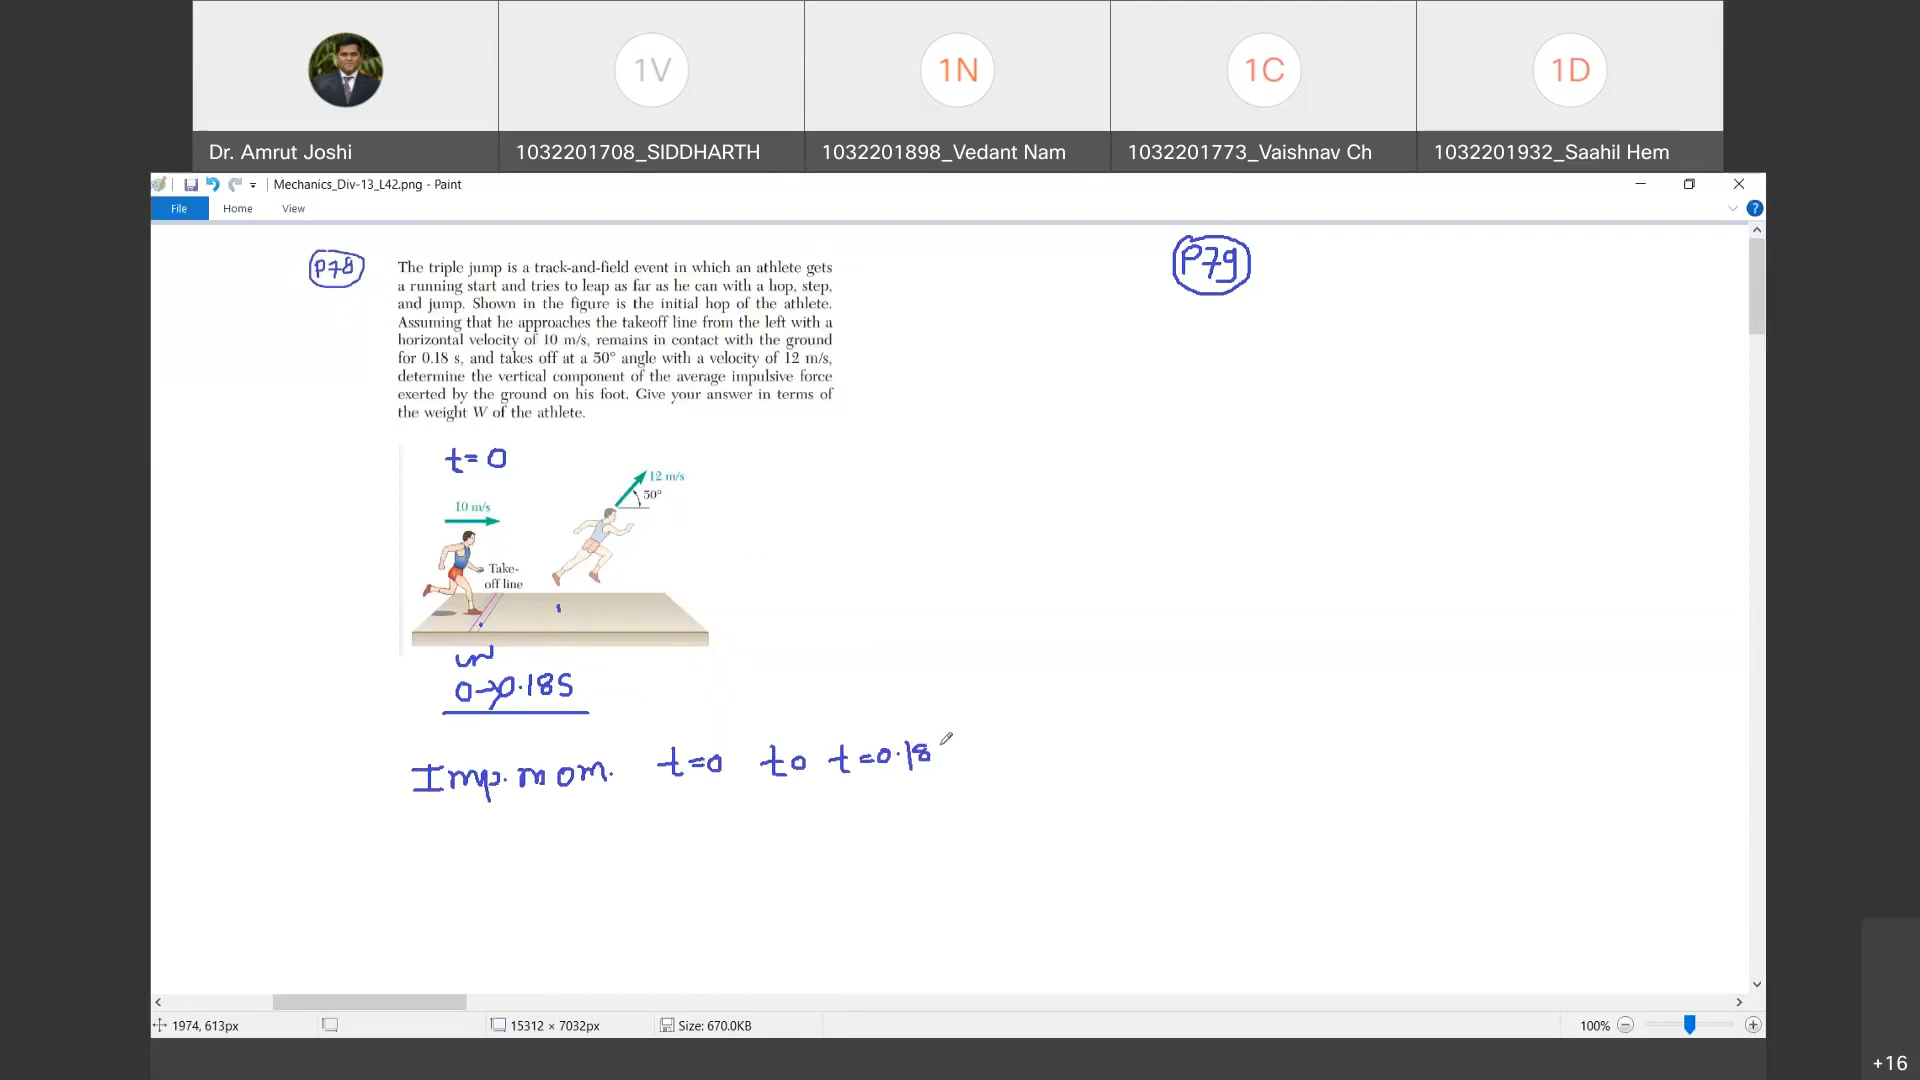 1V
1N
1C
1D
Dr. Amrut Joshi
1032201708_SIDDHARTH
1032201898_Vedant Nam
1032201773_Vaishnav Ch
1032201932_Saahil Hem
Mechanics_Div-13_L42.png - Paint
File Home View
P78
The triple jump is a track-and-field event in which an athlete gets
a running start and tries to leap as far as he can with a hop, step,
and jump. Shown in the figure is the initial hop of the athlete.
Assuming that he approaches the takeoff line from the left with a
horizontal velocity of 10 m/s, remains in contact with the ground
for 0.18 s, and takes off at a 50° angle with a velocity of 12 m/s,
determine the vertical component of the average impulsive force
exerted by the ground on his foot. Give your answer in terms of
the weight W of the athlete.
P79
t=0
12 m/s
50°
10 m/s
Take-
off line
0→0.18S
Imp. mom. t=0 to t=0.18
1974, 613px
15312 × 7032px
Size: 670.0KB
100%
+16